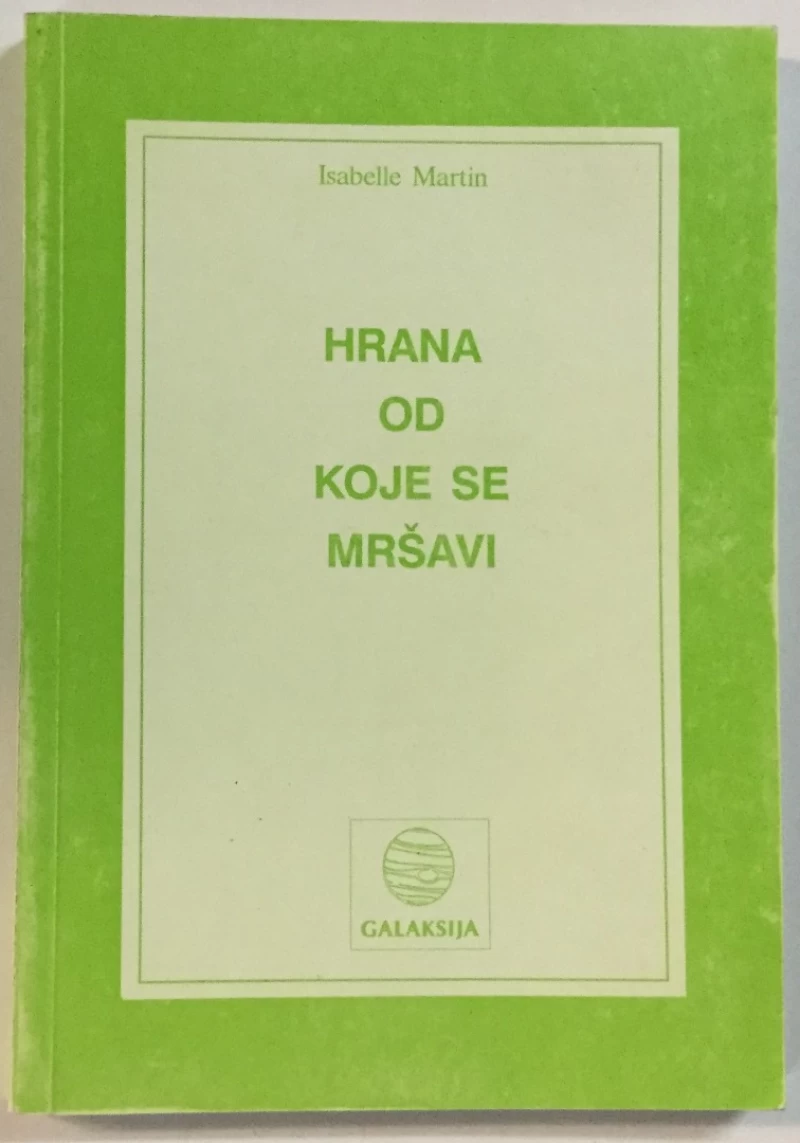 Isabelle Martin
HRANA
OD
KOJE SE
MRŠAVI
GALAKSIJA